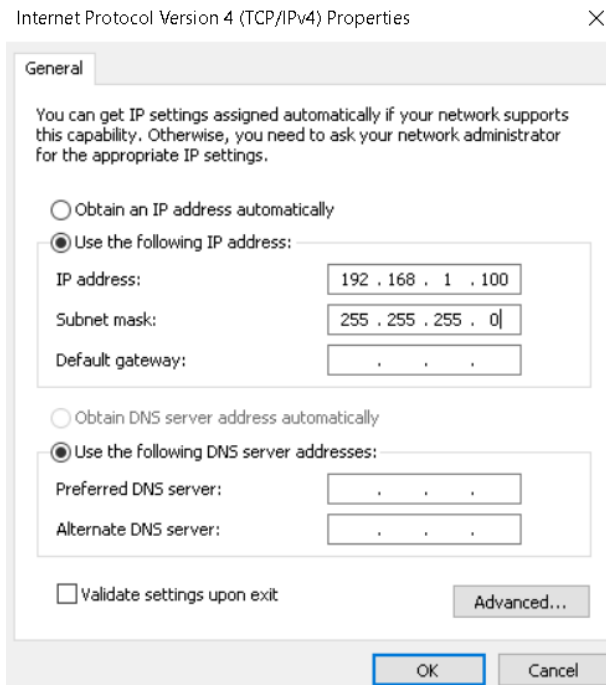 Internet Protocol Version 4 (TCP/IPv4) Properties
General
You can get IP settings assigned automatically if your network supports
this capability. Otherwise, you need to ask your network administrator
for the appropriate IP settings.
Obtain an IP address automatically
Use the following IP address:
IP address: 192 . 168 . 1 . 100
Subnet mask: 255 . 255 . 255 . 0
Default gateway: . . .
Obtain DNS server address automatically
Use the following DNS server addresses:
Preferred DNS server: . . .
Alternate DNS server: . . .
Validate settings upon exit
Advanced...
OK Cancel